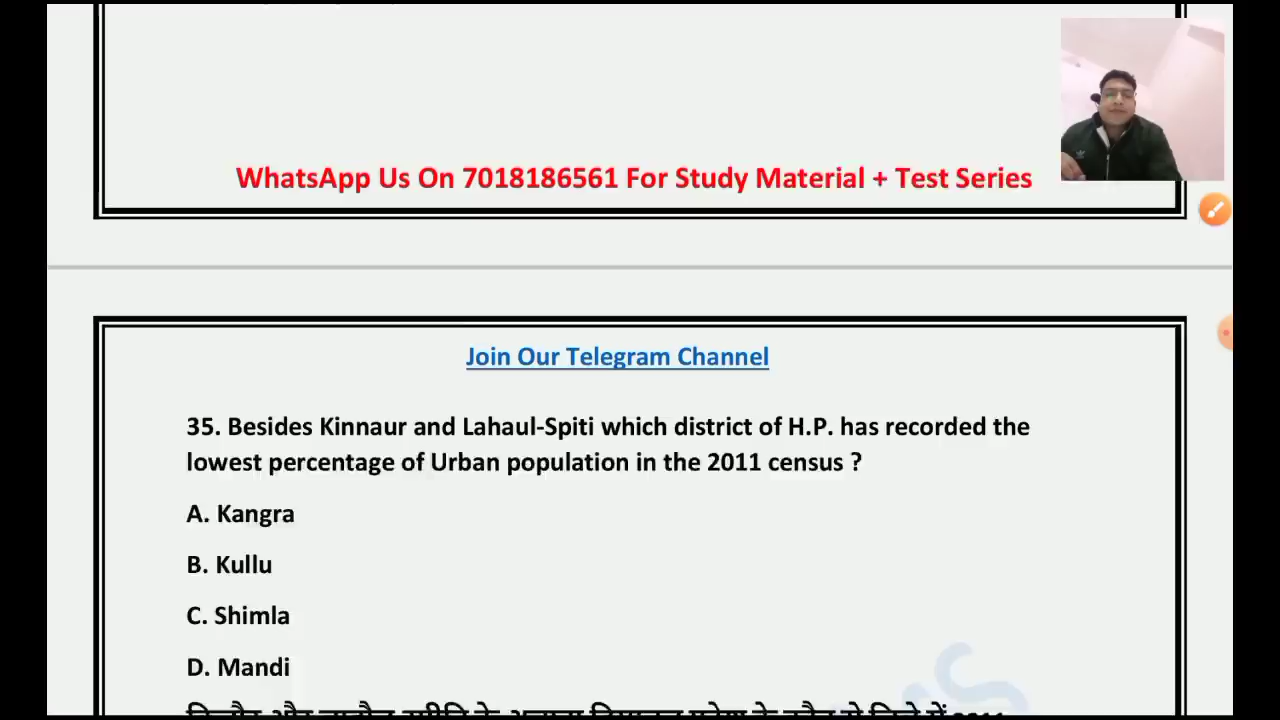 WhatsApp Us On 7018186561 For Study Material + Test Series
Join Our Telegram Channel
35. Besides Kinnaur and Lahaul-Spiti which district of H.P. has recorded the
lowest percentage of Urban population in the 2011 census ?
A. Kangra
B. Kullu
C. Shimla
D. Mandi